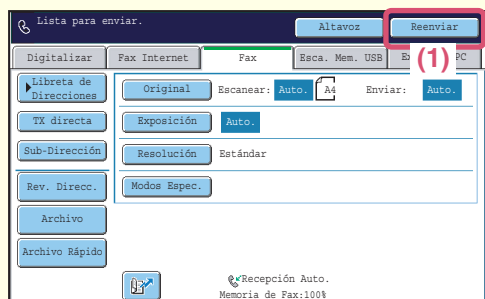 Lista para enviar.
Altavoz
Reenviar
Digitalizar
Fax Internet
Fax
Esca. Mem. USB
PC
(1)
Libreta de
Direcciones
Original
Escanear:
Auto.
A4
Enviar:
Auto.
TX directa
Exposición
Auto.
Sub-Dirección
Resolución
Estándar
Rev. Direcc.
Modos Espec.
Archivo
Archivo Rápido
Recepción Auto.
Memoria de Fax:100%